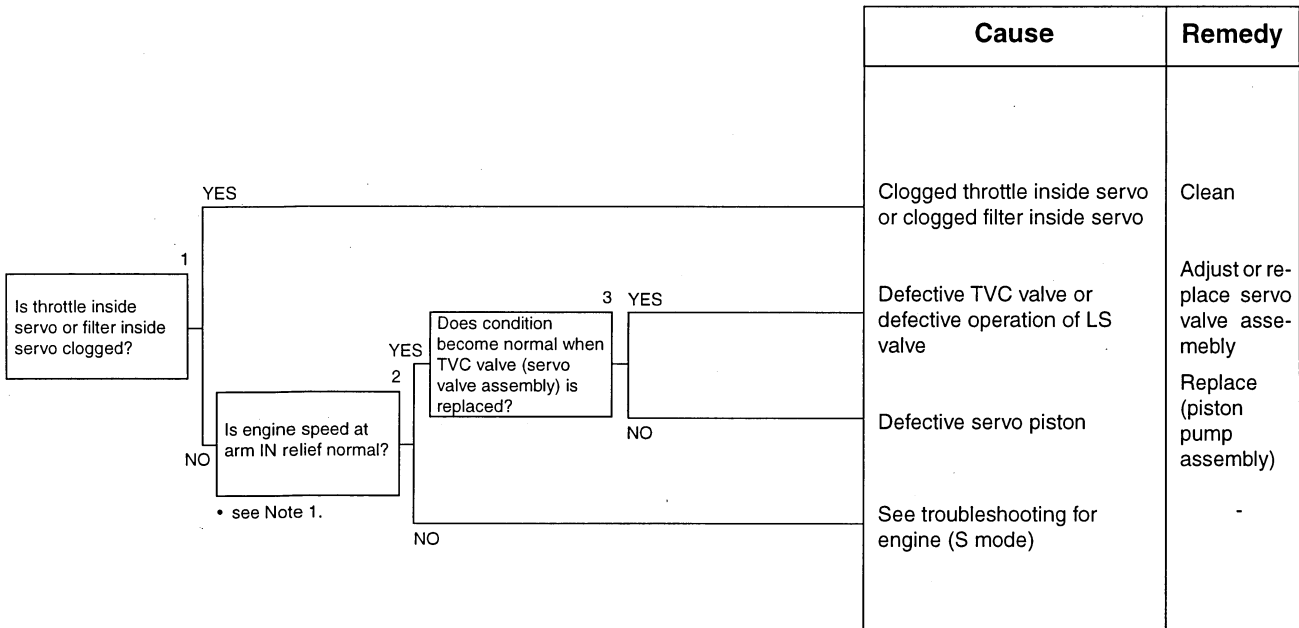 Cause
Remedy
YES
Clogged throttle inside servo
or clogged filter inside servo
Clean
1
Is throttle inside
servo or filter inside
servo clogged?
NO
2
Is engine speed at
arm IN relief normal?
• see Note 1.
YES
3
Does condition
become normal when
TVC valve (servo
valve assembly) is
replaced?
YES
Defective TVC valve or
defective operation of LS
valve
Adjust or re-
place servo
valve asse-
mebly
NO
Defective servo piston
Replace
(piston
pump
assembly)
NO
See troubleshooting for
engine (S mode)
-